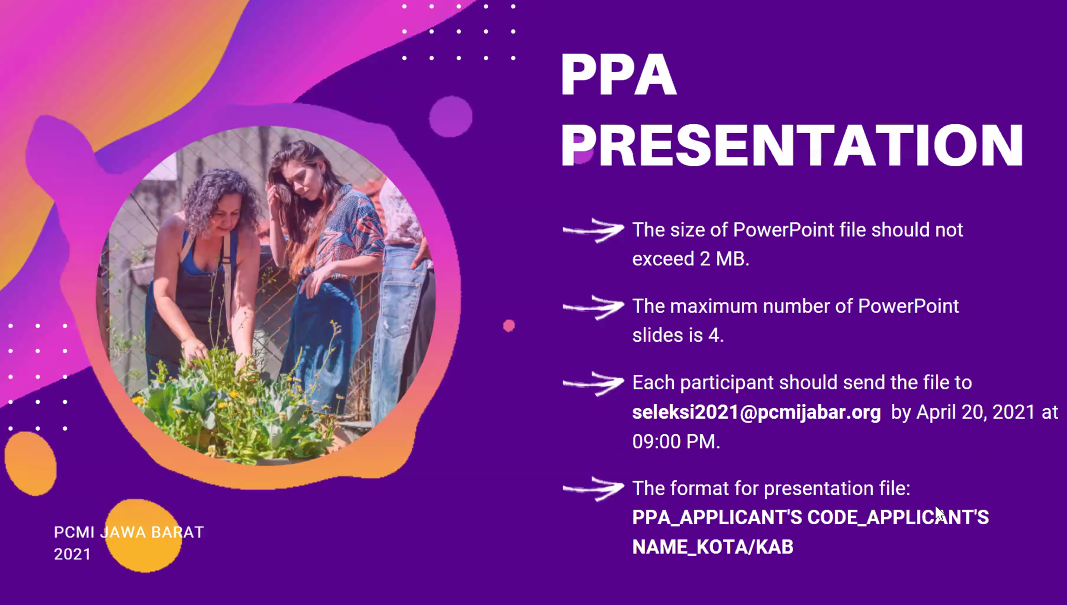 PPA
PRESENTATION
The size of PowerPoint file should not
exceed 2 MB.
The maximum number of PowerPoint
slides is 4.
Each participant should send the file to
seleksi2021@pcmijabar.org by April 20, 2021 at
09:00 PM.
The format for presentation file:
PPA_APPLICANT'S CODE_APPLICANT'S
NAME_KOTA/KAB
PCMI JAWA BARAT
2021